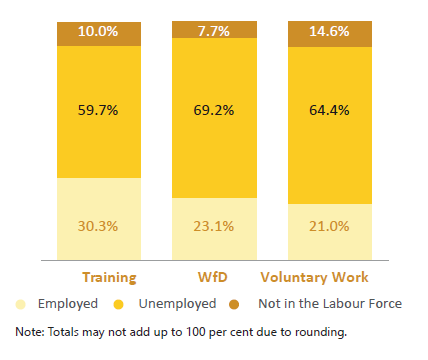 10.0% 7.7% 14.6%
59.7% 69.2% 64.4%
30.3% 23.1% 21.0%
Training WfD Voluntary Work
Employed Unemployed Not in the Labour Force
Note: Totals may not add up to 100 per cent due to rounding.